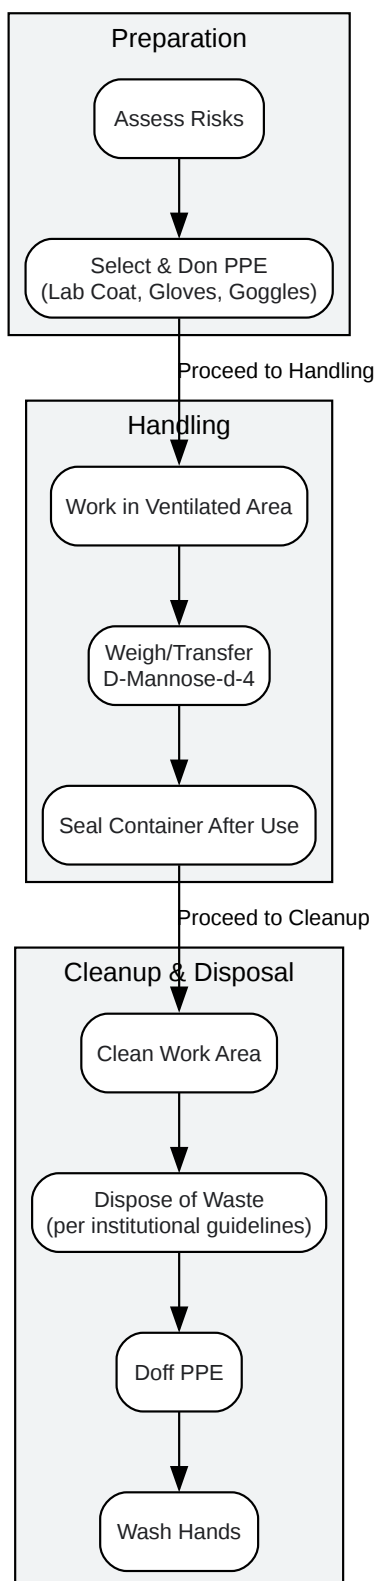 Preparation
Assess Risks
Select & Don PPE
(Lab Coat, Gloves, Goggles)
Proceed to Handling
Handling
Work in Ventilated Area
Weigh/Transfer
D-Mannose-d-4
Seal Container After Use
Proceed to Cleanup
Cleanup & Disposal
Clean Work Area
Dispose of Waste
(per institutional guidelines)
Doff PPE
Wash Hands